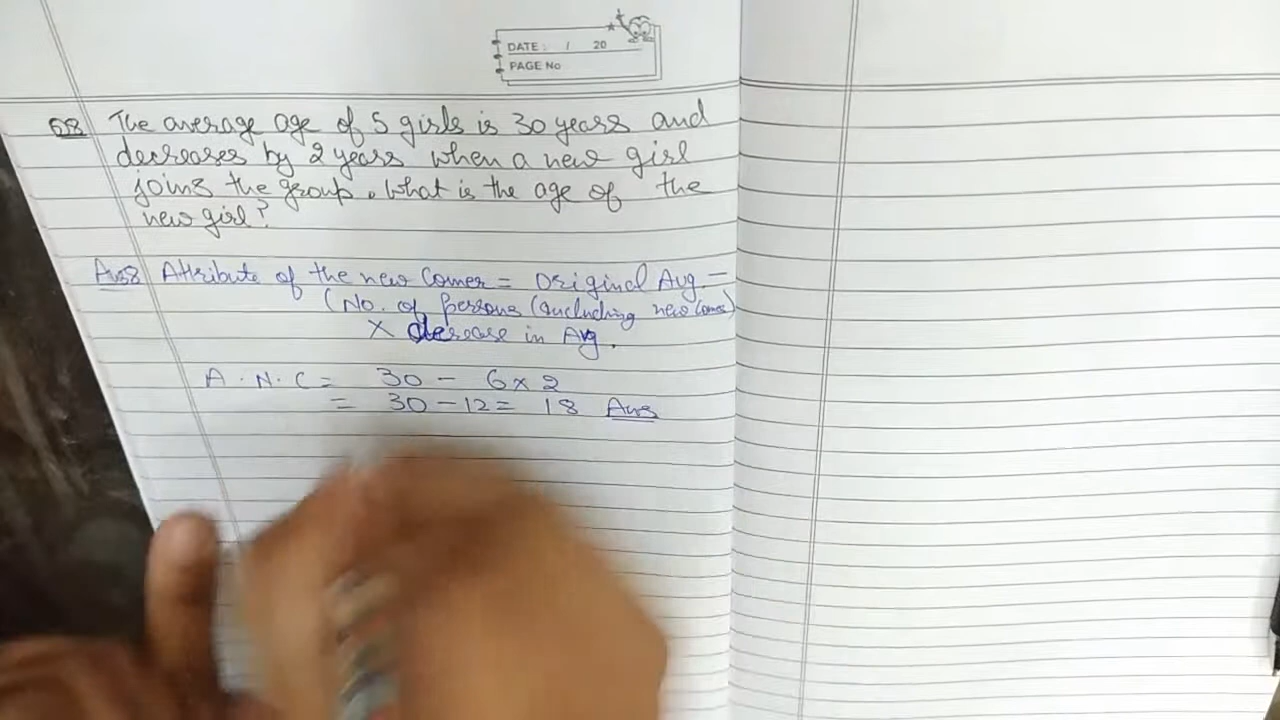 DATE: / 20
PAGE No
Q8 The average age of 5 girls is 30 years and
decreases by 2 years when a new girl
joins the group. What is the age of the
new girl?
Ans Attribute of the new comer = Original Avg. -
(No. of persons (including new comer)
× decrease in Avg.
A.N.C = 30 - 6 × 2
= 30 - 12 = 18 Ans